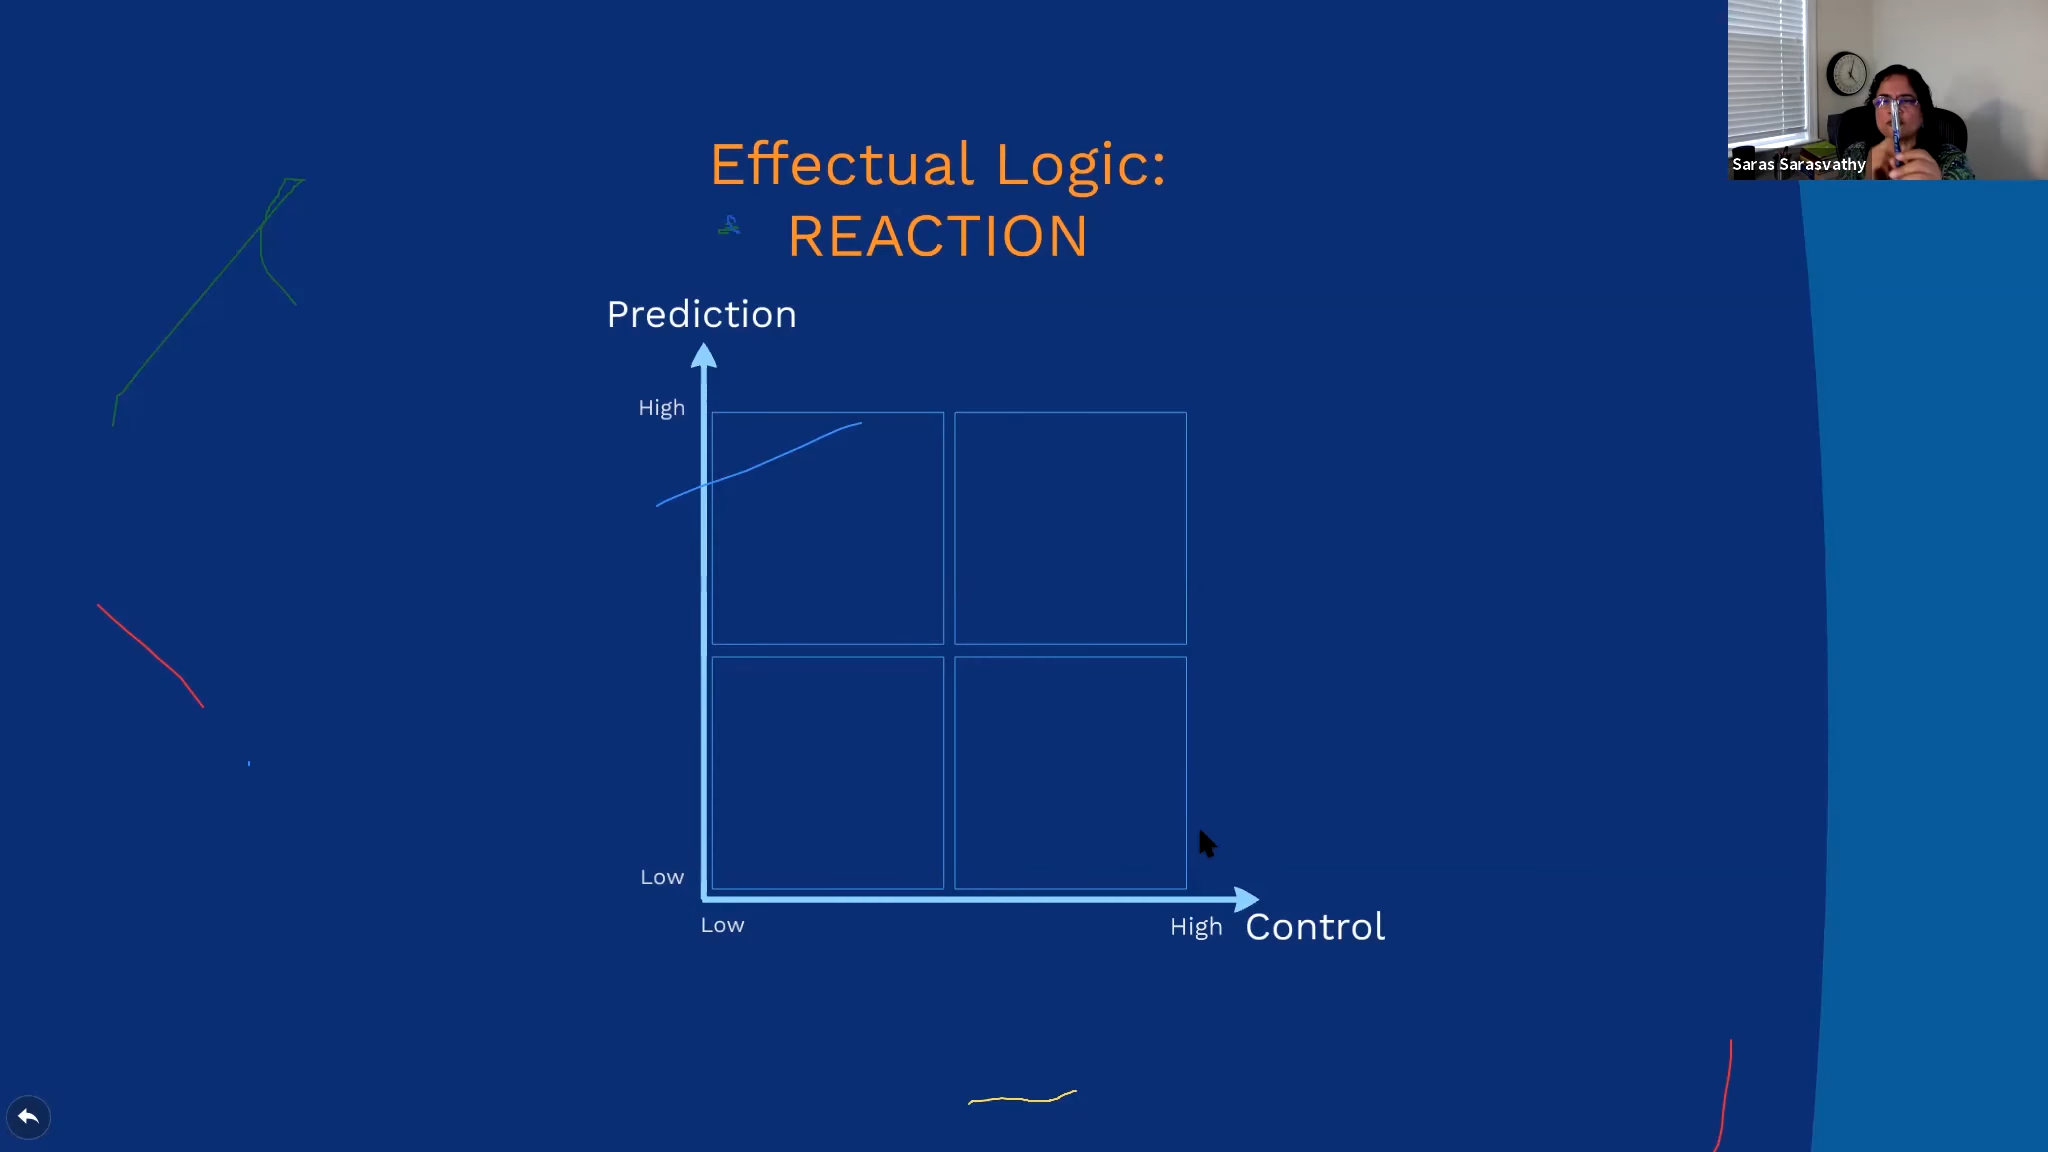 Effectual Logic:
REACTION
Saras Sarasvathy
Prediction
High
Low
Low
High
Control